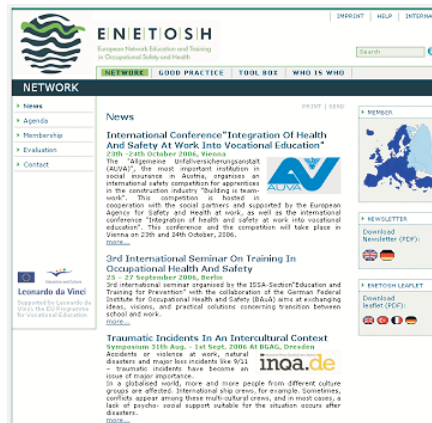 IMPRINT | HELP | INTERNA
ENETOSH
European Network Education and Training
in Occupational Safety and Health
Search
NETWORK | GOOD PRACTICE | TOOL BOX | WHO IS WHO
NETWORK
News
Agenda
Membership
Evaluation
Contact
Education and Culture
Leonardo da Vinci
Supported by Leonardo da
Vinci, the EU Programme
for Vocational Education
PRINT | SEND
News
International Conference"Integration Of Health
And Safety At Work Into Vocational Education"
23th -24th October 2006, Vienna
The "Allgemeine Unfallversicherungsanstalt
(AUVA)", the most important institution in
social insurance in Austria, organises an
international safety competition for apprentices
in the construction industry "Building is team-
work". This competition is hosted in
cooperation with the social partners and supported by the European
Agency for Safety and Health at work, as well as the international
conference "Integration of health and safety at work into vocational
education". This conference and the competition will take place in
Vienna on 23th and 24th October, 2006.
more...
AUVA
3rd International Seminar On Training In
Occupational Health And Safety
25 - 27 September 2006, Berlin
3rd international seminar organised by the ISSA-Section"Education and
Training for Prevention" with the collaboration of the German Federal
Institute for Occupational Health and Safety (BAuA) aims at exchanging
ideas, visions, and practical solutions concerning transition between
school and work.
more...
Traumatic Incidents In An Intercultural Context
Symposium 31th Aug. - 1st Sept. 2006 At BGAG, Dresden
Accidents or violence at work, natural
disasters and major loss incidents like 9/11
- traumatic incidents have become an
issue of major importance.
In a globalised world, more and more people from different culture
groups are affected. International ship crews, for example. Sometimes,
conflicts appear among these multi-cultural crews, and in most cases, a
lack of psycho- social support suitable for the situation occurs after
disasters.
more...
inqa.de
MEMBER
NEWSLETTER
Download
Newsletter (PDF):
ENETOSH LEAFLET
Download
leaflet (PDF):